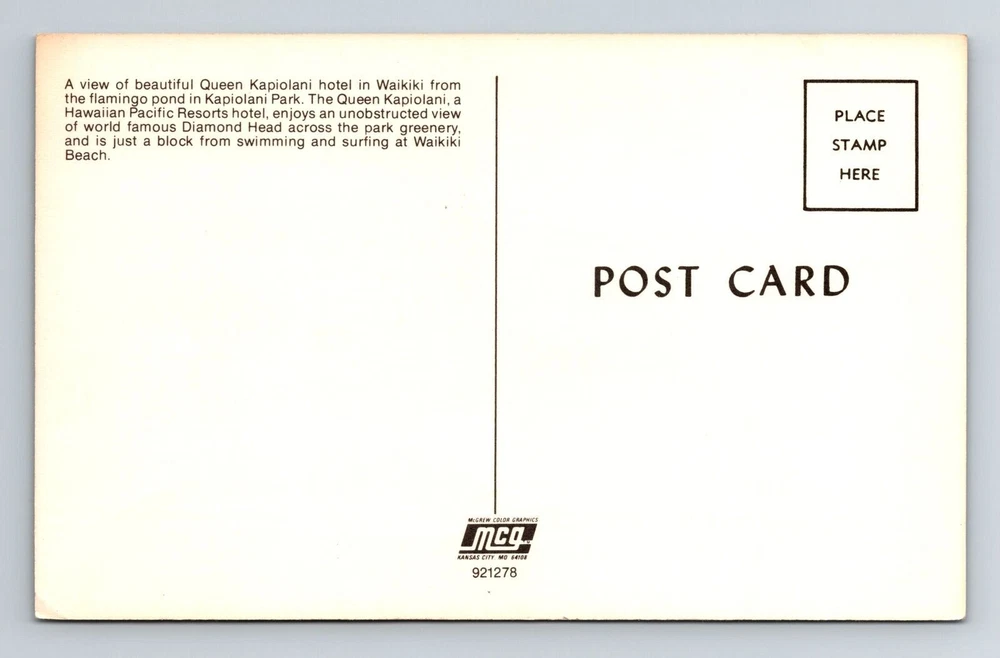 A view of beautiful Queen Kapiolani hotel in Waikiki from
the flamingo pond in Kapiolani Park. The Queen Kapiolani, a
Hawaiian Pacific Resorts hotel, enjoys an unobstructed view
of world famous Diamond Head across the park greenery,
and is just a block from swimming and surfing at Waikiki
Beach.
PLACE
STAMP
HERE
POST CARD
McGREW COLOR GRAPHICS
mcg
KANSAS CITY, MO 64108
921278